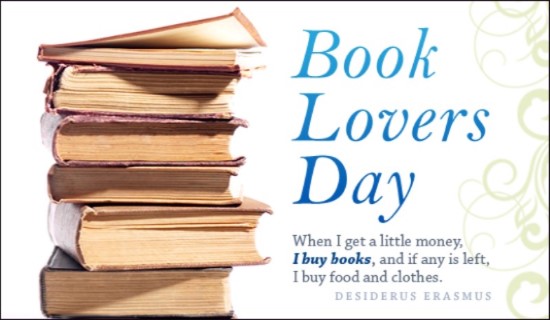 Book
Lovers
Day
When I get a little money,
I buy books, and if any is left,
I buy food and clothes.
DESIDERUS ERASMUS